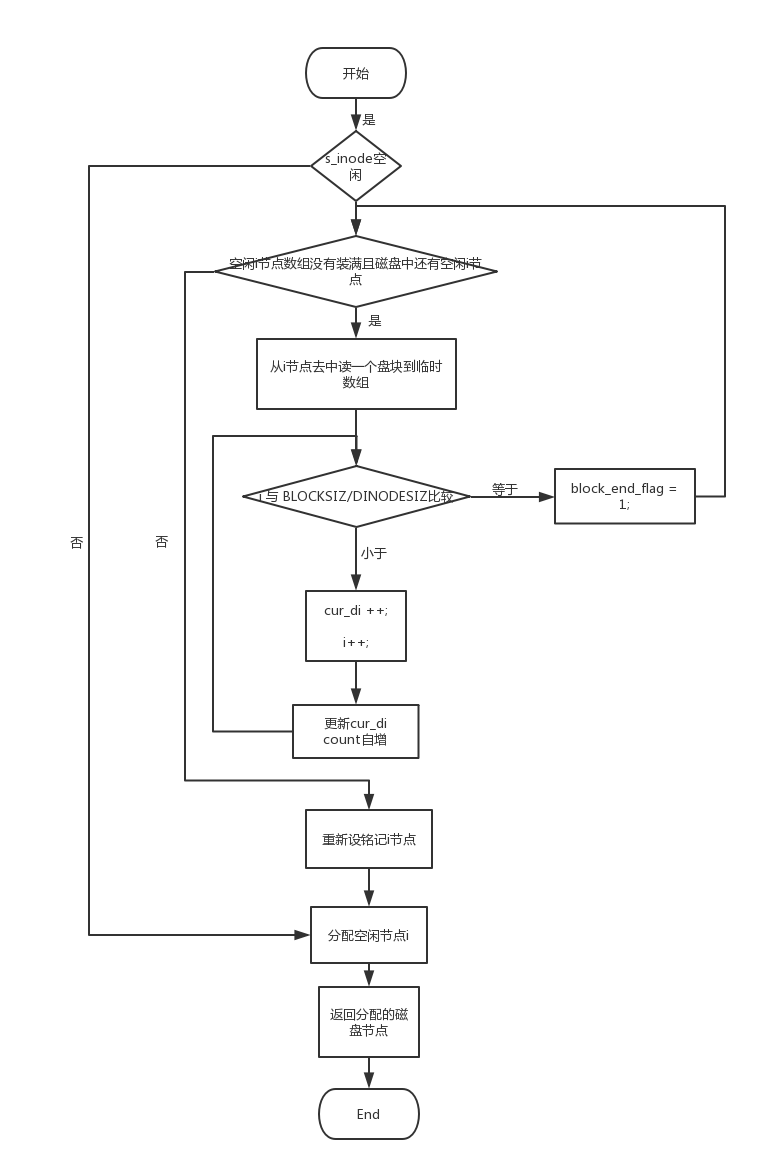 开始
是
s_inode空
闲
空闲i节点数组没有装满且磁盘中还有空闲i节
点
是
从i节点去中读一个盘块到临时
数组
i 与 BLOCKSIZ/DINODESIZ比较
等于
block_end_flag =
1;
否
否
小于
cur_di ++;
i++;
更新cur_di
count自增
重新设铭记i节点
分配空闲节点i
返回分配的磁
盘节点
End